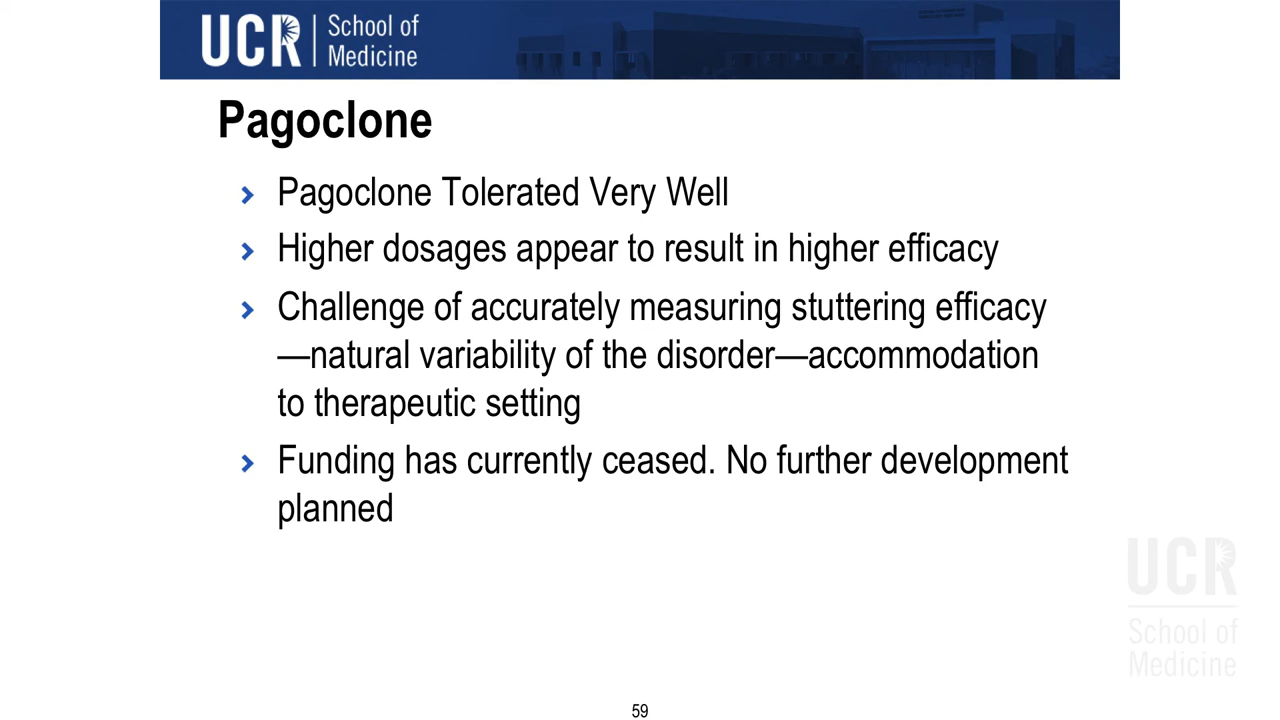 UCR School of
Medicine
Pagoclone
Pagoclone Tolerated Very Well
Higher dosages appear to result in higher efficacy
Challenge of accurately measuring stuttering efficacy
—natural variability of the disorder—accommodation
to therapeutic setting
Funding has currently ceased. No further development
planned
UCR
School of
Medicine
59